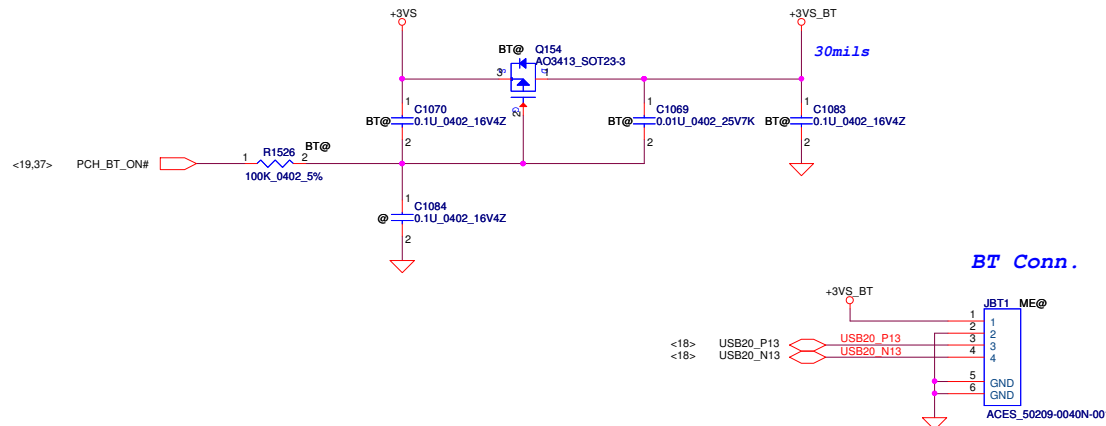 +3VS
+3VS_BT
BT@
Q154
AO3413_SOT23-3
30mils
3
1
2
1
C1070
BT@
0.1U_0402_16V4Z
2
1
C1069
BT@
0.01U_0402_25V7K
2
1
C1083
BT@
0.1U_0402_16V4Z
2
<19,37>
PCH_BT_ON#
1
R1526
2
BT@
100K_0402_5%
1
C1084
@
0.1U_0402_16V4Z
2
BT Conn.
+3VS_BT
JBT1
ME@
1
1
2
2
<18>
USB20_P13
USB20_P13
3
3
<18>
USB20_N13
USB20_N13
4
4
5
GND
6
GND
ACES_50209-0040N-00